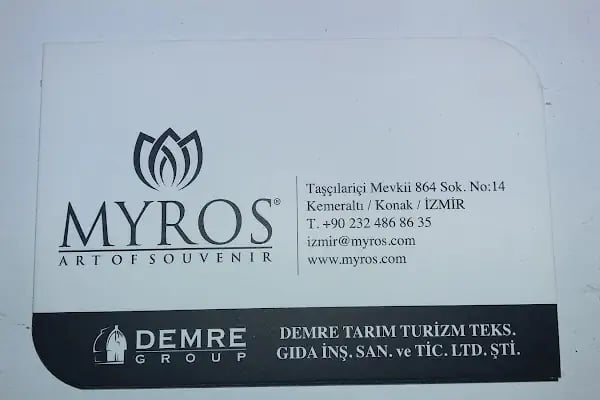 MYROS®
ART OF SOUVENIR
Taşçılariçi Mevkii 864 Sok. No:14
Kemeraltı / Konak / İZMİR
T. +90 232 486 86 35
izmir@myros.com
www.myros.com
DEMRE
GROUP
DEMRE TARIM TURİZM TEKS.
GIDA İNŞ. SAN. ve TİC. LTD. ŞTİ.